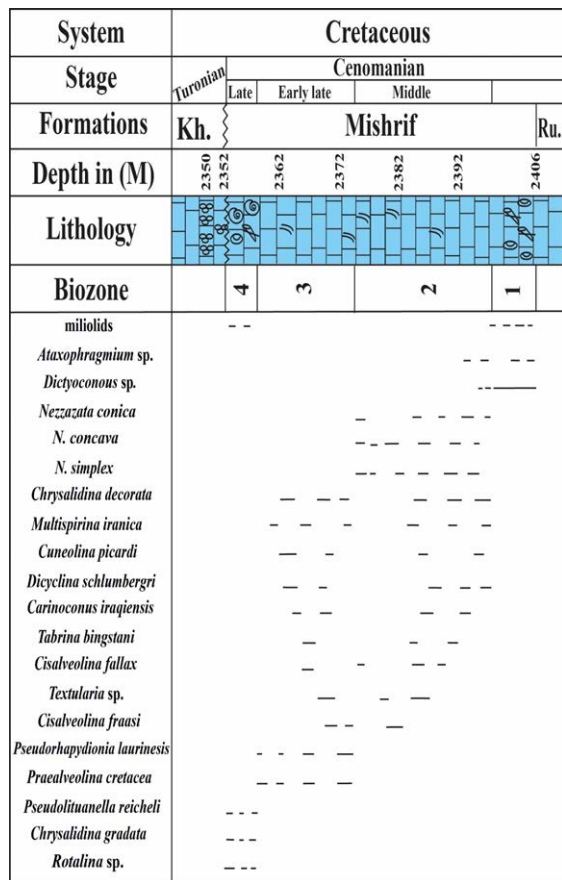 System Cretaceous
Stage Turonian Cenomanian
Late Early late Middle
Formations Kh. Mishrif Ru.
Depth in (M) 2350 2352 2362 2372 2382 2392 2406
Lithology
Biozone 4 3 2 1
miliolids
Ataxophragmium sp.
Dictyoconous sp.
Nezzazata conica
N. concava
N. simplex
Chrysalidina decorata
Multispirina iranica
Cuneolina picardi
Dicyclina schlumbergri
Carinoconus iraqiensis
Tabrina bingstani
Cisalveolina fallax
Textularia sp.
Cisalveolina fraasi
Pseudorhapydionia laurinesis
Praealveolina cretacea
Pseudolituanella reicheli
Chrysalidina gradata
Rotalina sp.